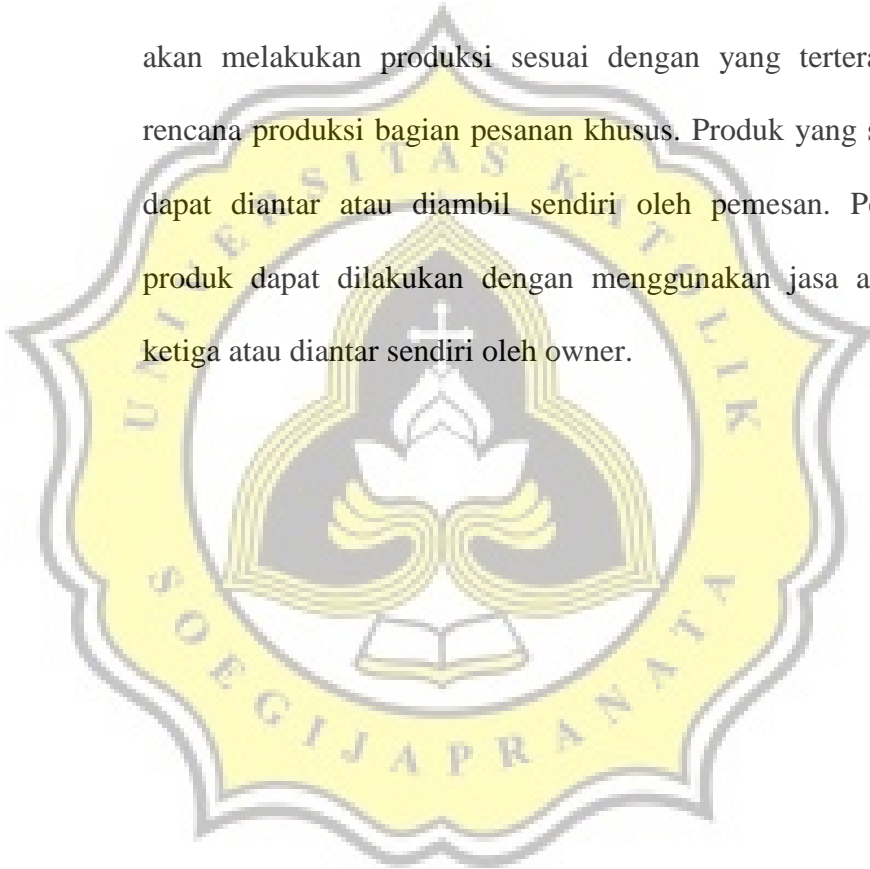 akan melakukan produksi sesuai dengan yang tertera
rencana produksi bagian pesanan khusus. Produk yang
dapat diantar atau diambil sendiri oleh pemesan.
produk dapat dilakukan dengan menggunakan jasa
ketiga atau diantar sendiri oleh owner.
UNIVERSITAS KATOLIK
SOEGIJAPRANATA